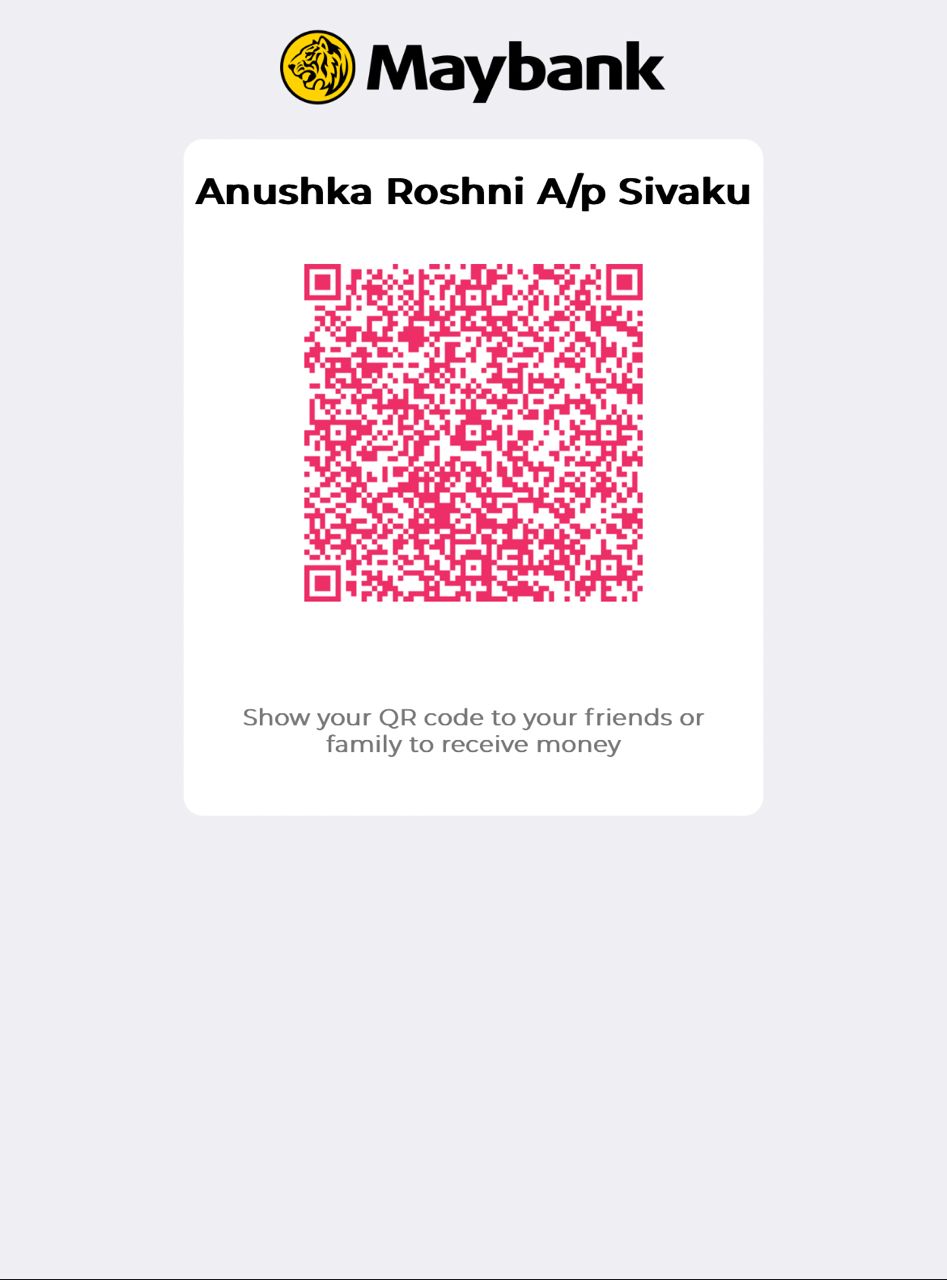 Maybank
Anushka Roshni A/p Sivaku
Show your QR code to your friends or
family to receive money